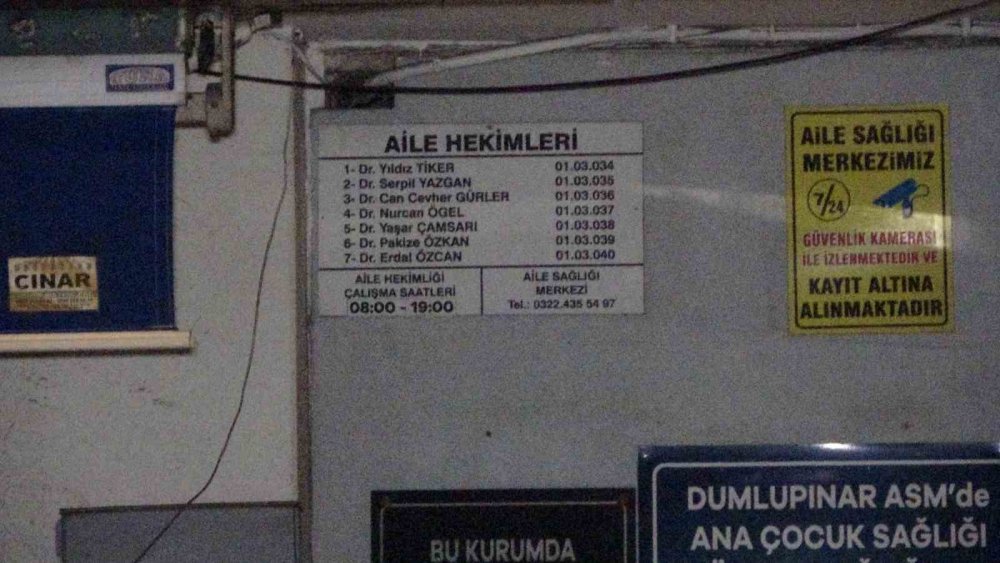 AİLE HEKİMLERİ
1- Dr. Yıldız TİKER 01.03.034
2- Dr. Serpil YAZGAN 01.03.035
3- Dr. Can Cevher GÜRLER 01.03.036
4- Dr. Nurcan ÖGEL 01.03.037
5- Dr. Yaşar ÇAMSARI 01.03.038
6- Dr. Pakize ÖZKAN 01.03.039
7- Dr. Erdal ÖZCAN 01.03.040
AİLE HEKİMLİĞİ
ÇALIŞMA SAATLERİ
08:00 - 19:00
AİLE SAĞLIĞI
MERKEZİ
Tel.: 0322.435 54 97
AİLE SAĞLIĞI
MERKEZİMİZ
7/24
GÜVENLİK KAMERASI
İLE İZLENMEKTEDİR VE
KAYIT ALTINA
ALINMAKTADIR
ÇINAR
BU KURUMDA
DUMLUPINAR ASM'de
ANA ÇOCUK SAĞLIĞI